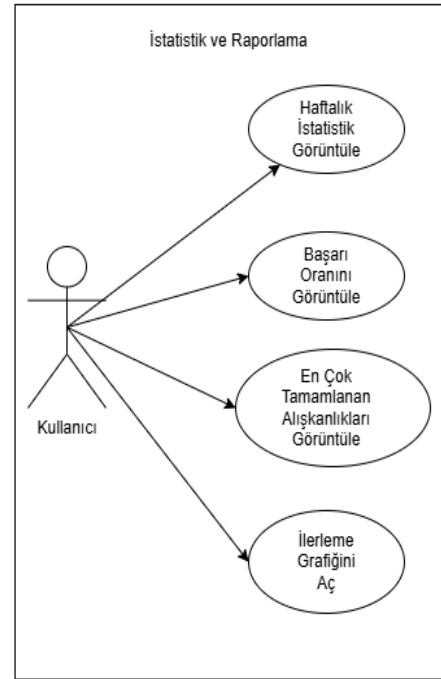 İstatistik ve Raporlama
Haftalık
İstatistik
Görüntüle
Başarı
Oranını
Görüntüle
En Çok
Tamamlanan
Alışkanlıkları
Görüntüle
Kullanıcı
İlerleme
Grafiğini
Aç